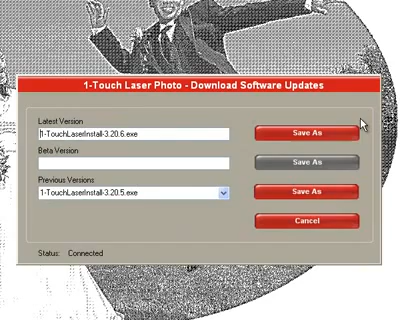 1-Touch Laser Photo - Download Software Updates
Latest Version
1-TouchLaserInstall-3.20.6.exe
Save As
Beta Version
Save As
Previous Versions
1-TouchLaserInstall-3.20.5.exe
Save As
Cancel
Status: Connected